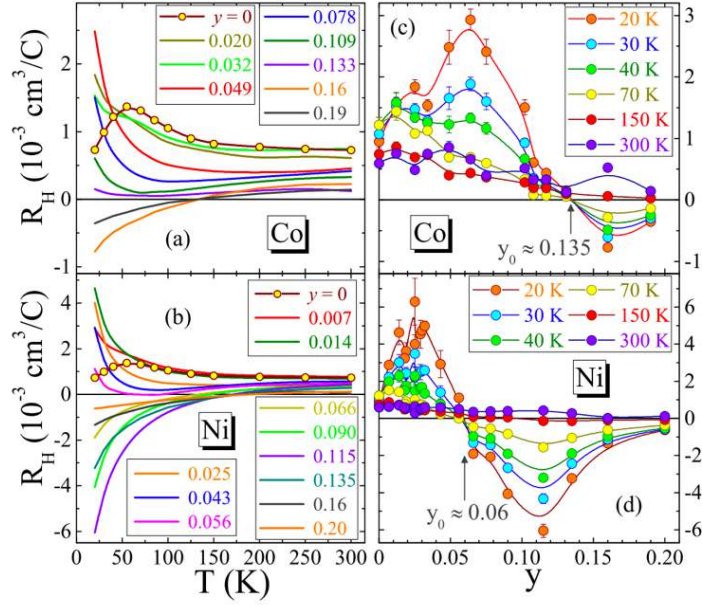 y = 0
0.020
0.032
0.049
0.078
0.109
0.133
0.16
0.19
2
1
0
-1
R_H (10⁻³ cm³/C)
(a)
Co
(c)
20 K
30 K
40 K
70 K
150 K
300 K
3
2
1
0
-1
Co
y₀ ≈ 0.135
(b)
y = 0
0.007
0.014
4
2
0
-2
-4
-6
R_H (10⁻³ cm³/C)
Ni
0.025
0.043
0.056
0.066
0.090
0.115
0.135
0.16
0.20
0 50 100 150 200 250 300
T (K)
20 K
30 K
40 K
70 K
150 K
300 K
Ni
6
4
2
0
-2
-4
-6
y₀ ≈ 0.06
(d)
0.00 0.05 0.10 0.15 0.20
y